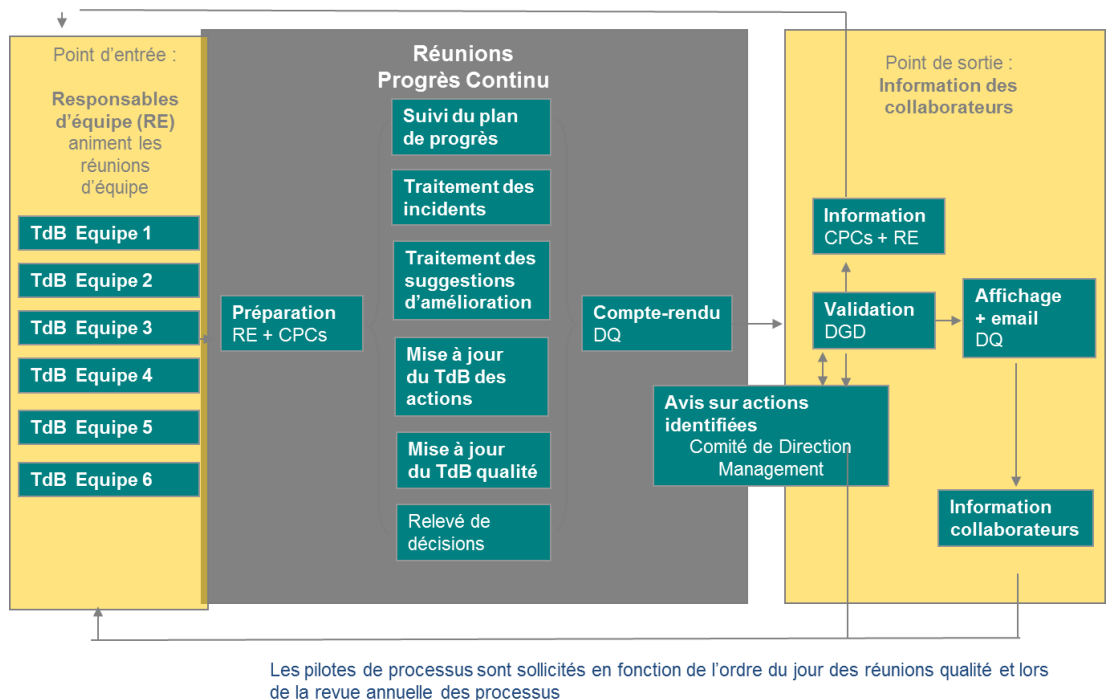 Point d'entrée :
Responsables
d'équipe (RE)
animent les
réunions
d'équipe
TdB Equipe 1
TdB Equipe 2
TdB Equipe 3
TdB Equipe 4
TdB Equipe 5
TdB Equipe 6
Réunions
Progrès Continu
Préparation
RE + CPCs
Suivi du plan
de progrès
Traitement des
incidents
Traitement des
suggestions
d'amélioration
Mise à jour
du TdB des
actions
Mise à jour
du TdB qualité
Relevé de
décisions
Compte-rendu
DQ
Point de sortie :
Information des
collaborateurs
Information
CPCs + RE
Validation
DGD
Affichage
+ email
DQ
Avis sur actions
identifiées
Comité de Direction
Management
Information
collaborateurs
Les pilotes de processus sont sollicités en fonction de l'ordre du jour des réunions qualité et lors
de la revue annuelle des processus